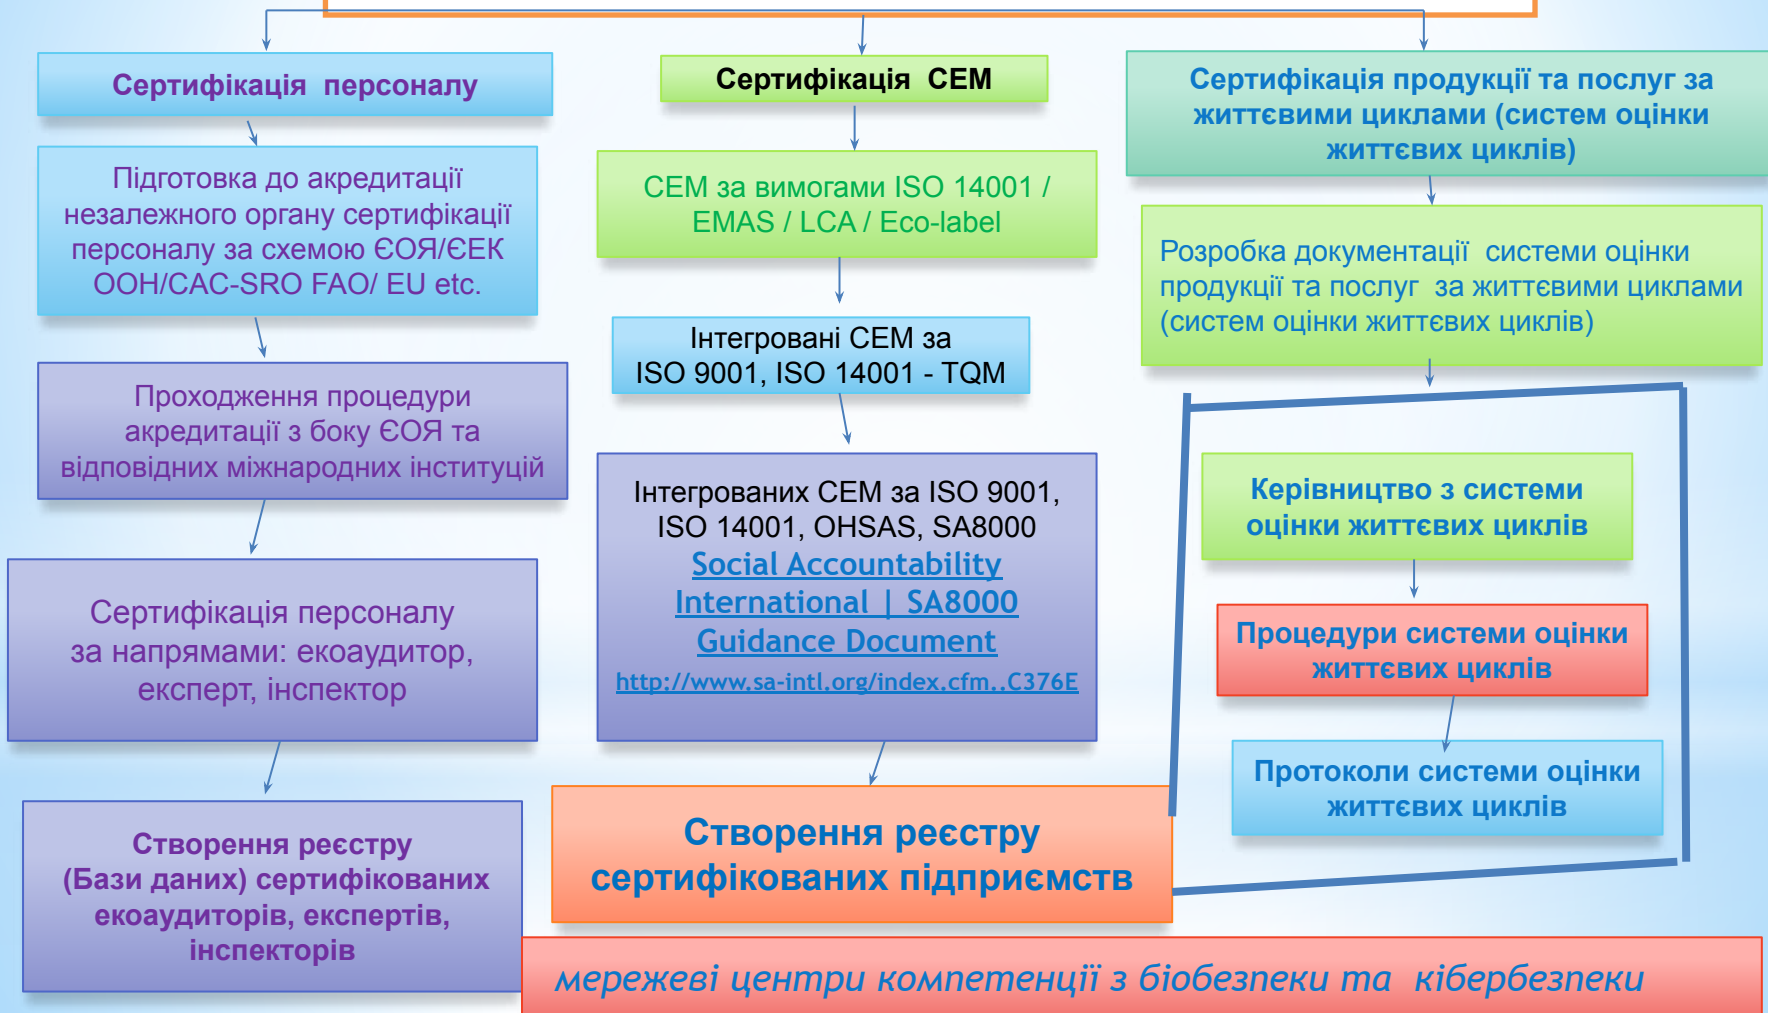 Сертифікація персоналу
Підготовка до акредитації
незалежного органу сертифікації
персоналу за схемою ЄОЯ/ЄЕК
ООН/CAC-SRO FAO/ EU etc.
Проходження процедури
акредитації з боку ЄОЯ та
відповідних міжнародних інституцій
Сертифікація персоналу
за напрямами: екоаудитор,
експерт, інспектор
Створення реєстру
(Бази даних) сертифікованих
екоаудиторів, експертів,
інспекторів
Сертифікація СЕМ
СЕМ за вимогами ISO 14001 /
EMAS / LCA / Eco-label
Інтегровані СЕМ за
ISO 9001, ISO 14001 - TQM
Інтегрованих СЕМ за ISO 9001,
ISO 14001, OHSAS, SA8000
Social Accountability
International | SA8000
Guidance Document
http://www.sa-intl.org/index.cfm..C376E
Створення реєстру
сертифікованих підприємств
Сертифікація продукції та послуг за
життєвими циклами (систем оцінки
життєвих циклів)
Розробка документації системи оцінки
продукції та послуг за життєвими циклами
(систем оцінки життєвих циклів)
Керівництво з системи
оцінки життєвих циклів
Процедури системи оцінки
життєвих циклів
Протоколи системи оцінки
життєвих циклів
мережеві центри компетенції з біобезпеки та кібербезпеки